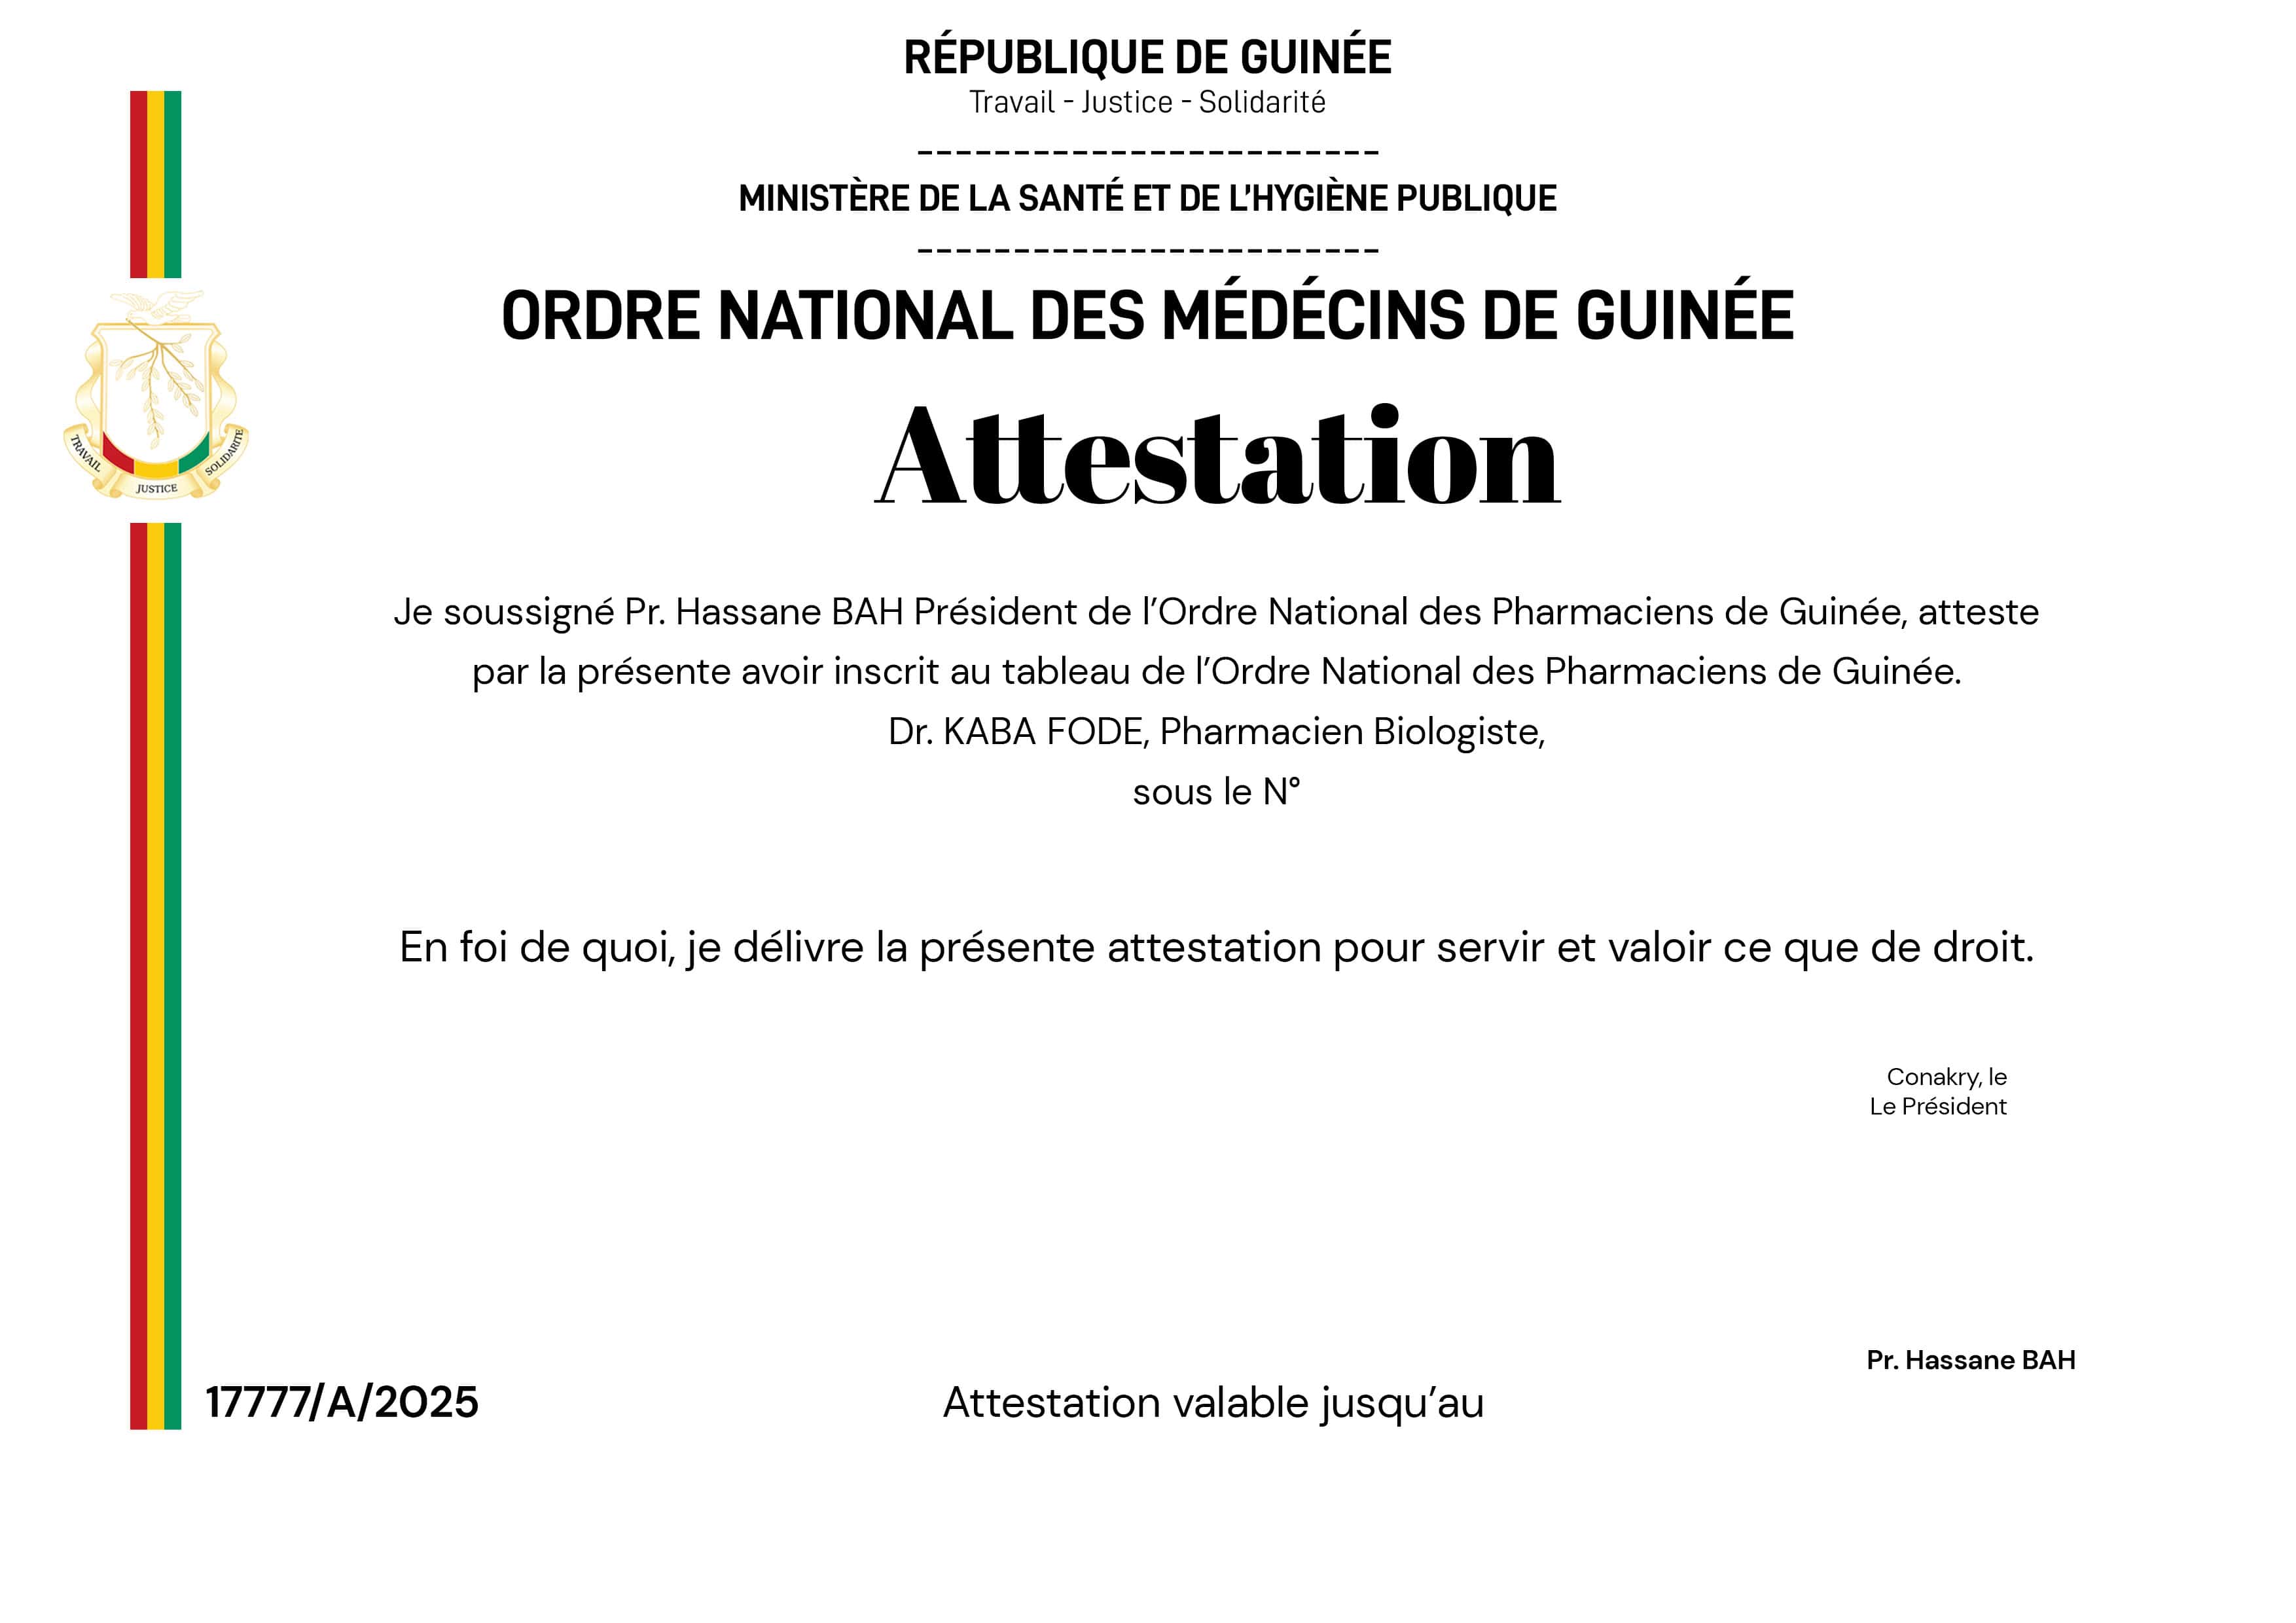 RÉPUBLIQUE DE GUINÉE
Travail - Justice - Solidarité
------------------------
MINISTÈRE DE LA SANTÉ ET DE L’HYGIÈNE PUBLIQUE
------------------------
ORDRE NATIONAL DES MÉDÉCINS DE GUINÉE
TRAVAIL
JUSTICE
SOLIDARITE
Attestation
Je soussigné Pr. Hassane BAH Président de l’Ordre National des Pharmaciens de Guinée, atteste
par la présente avoir inscrit au tableau de l’Ordre National des Pharmaciens de Guinée.
Dr. KABA FODE, Pharmacien Biologiste,
sous le N°
En foi de quoi, je délivre la présente attestation pour servir et valoir ce que de droit.
Conakry, le
Le Président
Pr. Hassane BAH
17777/A/2025
Attestation valable jusqu’au